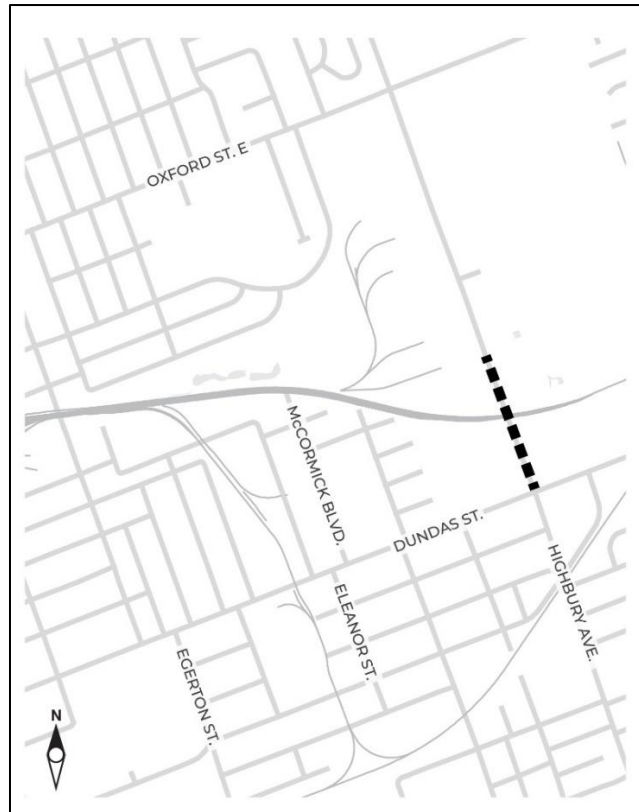 OXFORD ST. E
McCORMICK BLVD.
DUNDAS ST.
ELEANOR ST.
HIGHBURY AVE.
EGERTON ST.
N